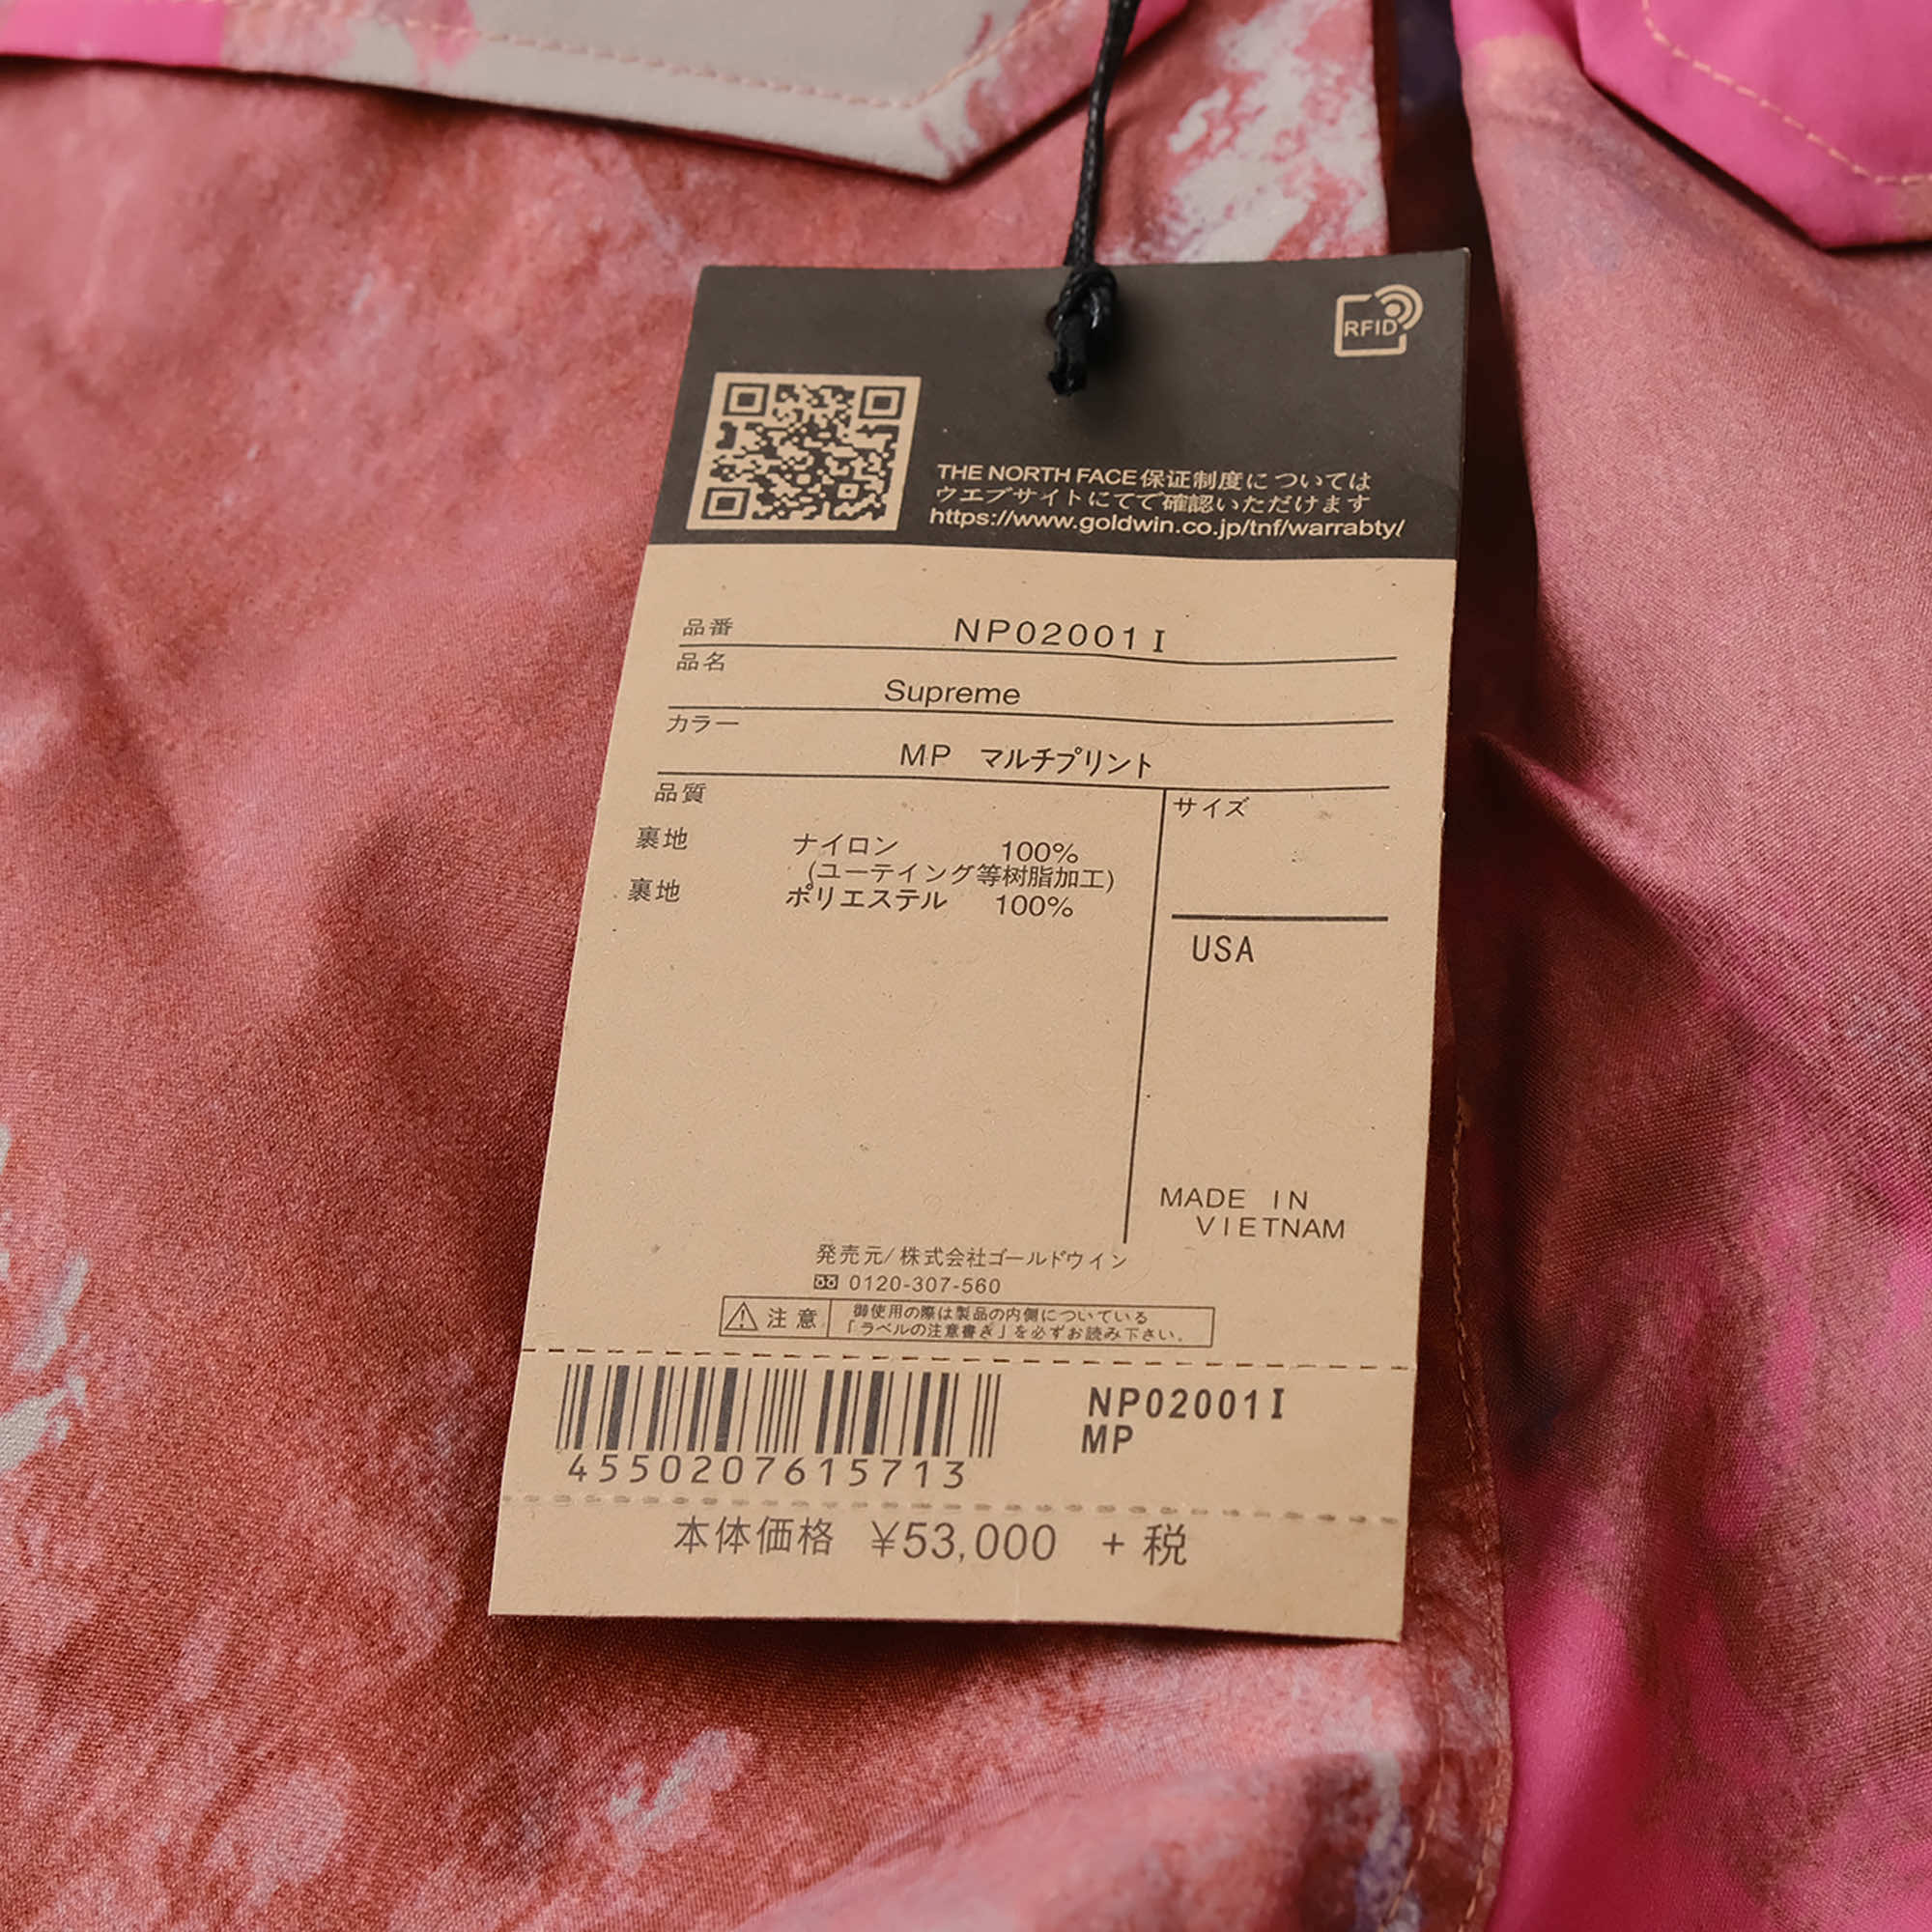 RFID
THE NORTH FACE保证制度については
ウエブサイトにてで確認いただけます
https://www.goldwin.co.jp/tnf/warrabty/
品番 NP02001I
品名
Supreme
カラー
MP マルチプリント
品質
サイズ
裏地 ナイロン 100%
(ユーテイング等树脂加工)
裏地 ポリエステル 100%
USA
MADE IN
VIETNAM
発売元/株式会社ゴールドウイン
0120-307-560
注意
御使用の際は製品の内側についている
「ラベルの注意書き」を必ずお読み下さい。
NP02001I
MP
4550207615713
本体価格 ¥53,000 +税